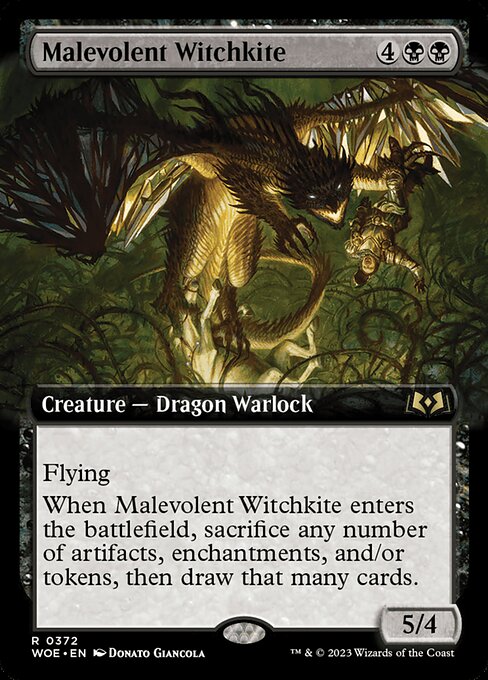 Malevolent Witchkite 4
Creature — Dragon Warlock
Flying
When Malevolent Witchkite enters
the battlefield, sacrifice any number
of artifacts, enchantments, and/or
tokens, then draw that many cards.
5/4
R 0372
WOE • EN Donato Giancola
™ & © 2023 Wizards of the Coast